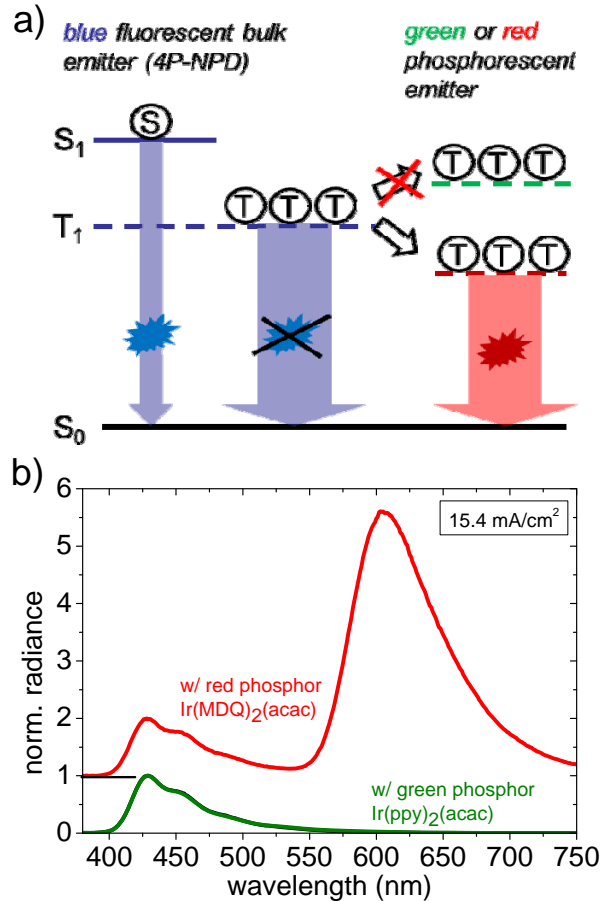 a)
blue fluorescent bulk
emitter (4P-NPD)
green or red
phosphorescent
emitter
S
S1
T T T
T1
T T T
T T T
S0
b)
6
5
4
3
2
1
0
norm. radiance
15.4 mA/cm²
w/ red phosphor
Ir(MDQ)2(acac)
w/ green phosphor
Ir(ppy)2(acac)
400 450 500 550 600 650 700 750
wavelength (nm)